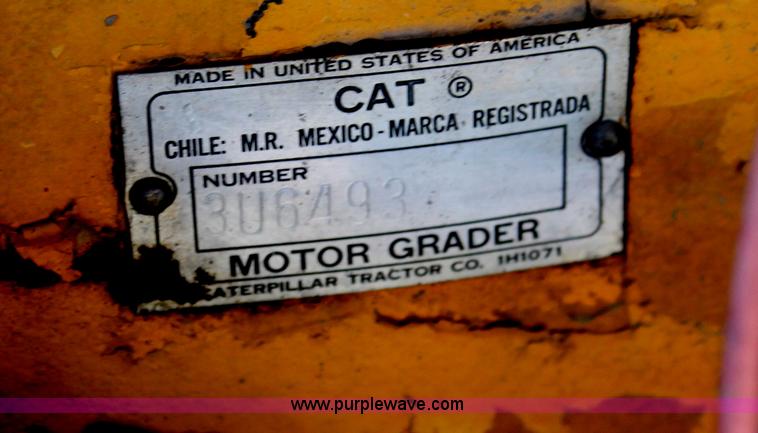 MADE IN UNITED STATES OF AMERICA
CAT ®
CHILE: M.R. MEXICO-MARCA REGISTRADA
NUMBER
3U6493
MOTOR GRADER
CATERPILLAR TRACTOR CO. 1H1071
www.purplewave.com